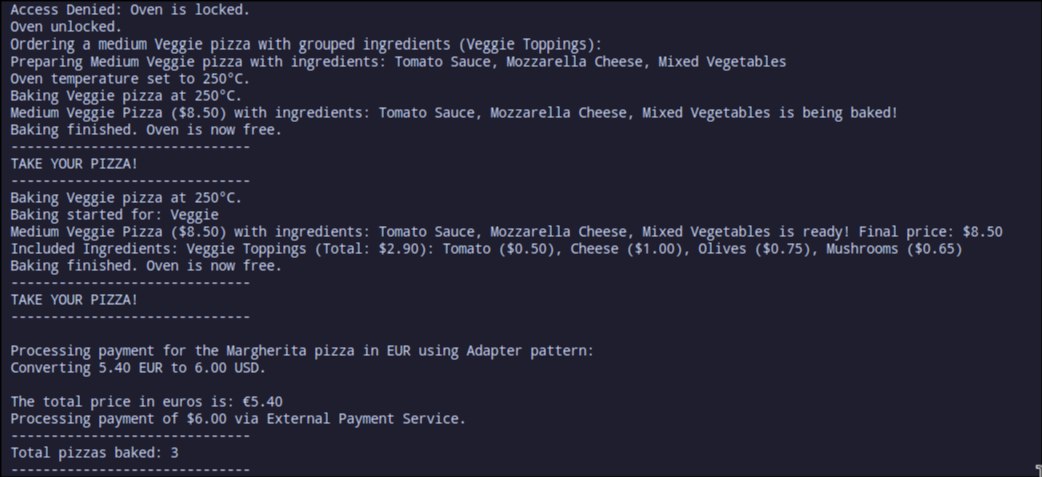 Access Denied: Oven is locked.
Oven unlocked.
Ordering a medium Veggie pizza with grouped ingredients (Veggie Toppings):
Preparing Medium Veggie pizza with ingredients: Tomato Sauce, Mozzarella Cheese, Mixed Vegetables
Oven temperature set to 250°C.
Baking Veggie pizza at 250°C.
Medium Veggie Pizza ($8.50) with ingredients: Tomato Sauce, Mozzarella Cheese, Mixed Vegetables is being baked!
Baking finished. Oven is now free.
------------------------------
TAKE YOUR PIZZA!
------------------------------
Baking Veggie pizza at 250°C.
Baking started for: Veggie
Medium Veggie Pizza ($8.50) with ingredients: Tomato Sauce, Mozzarella Cheese, Mixed Vegetables is ready! Final price: $8.50
Included Ingredients: Veggie Toppings (Total: $2.90): Tomato ($0.50), Cheese ($1.00), Olives ($0.75), Mushrooms ($0.65)
Baking finished. Oven is now free.
------------------------------
TAKE YOUR PIZZA!
------------------------------
Processing payment for the Margherita pizza in EUR using Adapter pattern:
Converting 5.40 EUR to 6.00 USD.
The total price in euros is: €5.40
Processing payment of $6.00 via External Payment Service.
------------------------------
Total pizzas baked: 3
------------------------------